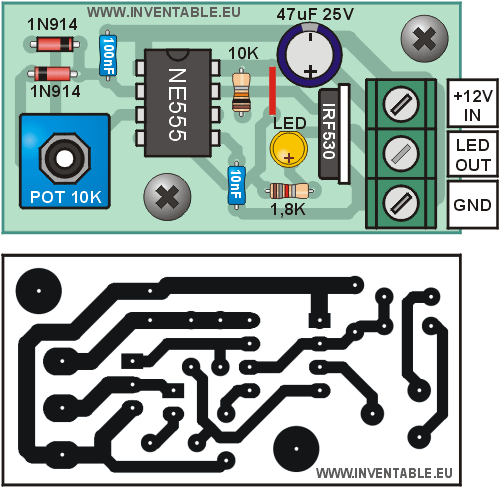 WWW.INVENTABLE.EU
47uF 25V
1N914
100nF
10K
1N914
NE555
+12V
IN
LED
IRF530
LED
OUT
POT 10K
10nF
1,8K
GND
WWW.INVENTABLE.EU